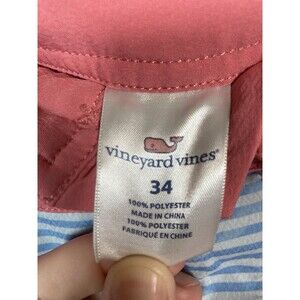 vineyard vines®
34
100% POLYESTER
MADE IN CHINA
100% POLYESTER
FABRIQUÉ EN CHINE